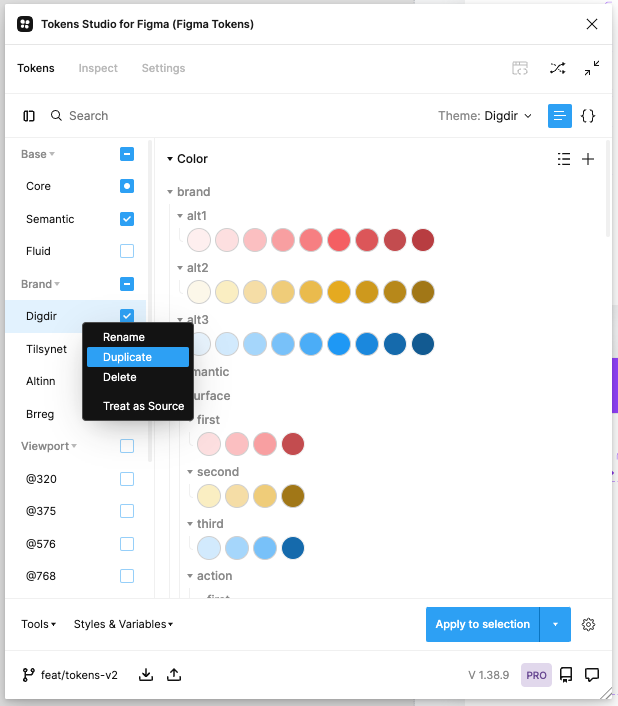 Tokens Studio for Figma (Figma Tokens)
Tokens Inspect Settings
Search
Theme: Digdir
Base
Core
Semantic
Fluid
Brand
Digdir
Tilsynet
Altinn
Brreg
Viewport
@320
@375
@576
@768
Rename
Duplicate
Delete
Treat as Source
Color
brand
alt1
alt2
alt3
mantic
urface
first
second
third
action
first
Tools
Styles & Variables
Apply to selection
feat/tokens-v2
V 1.38.9
PRO